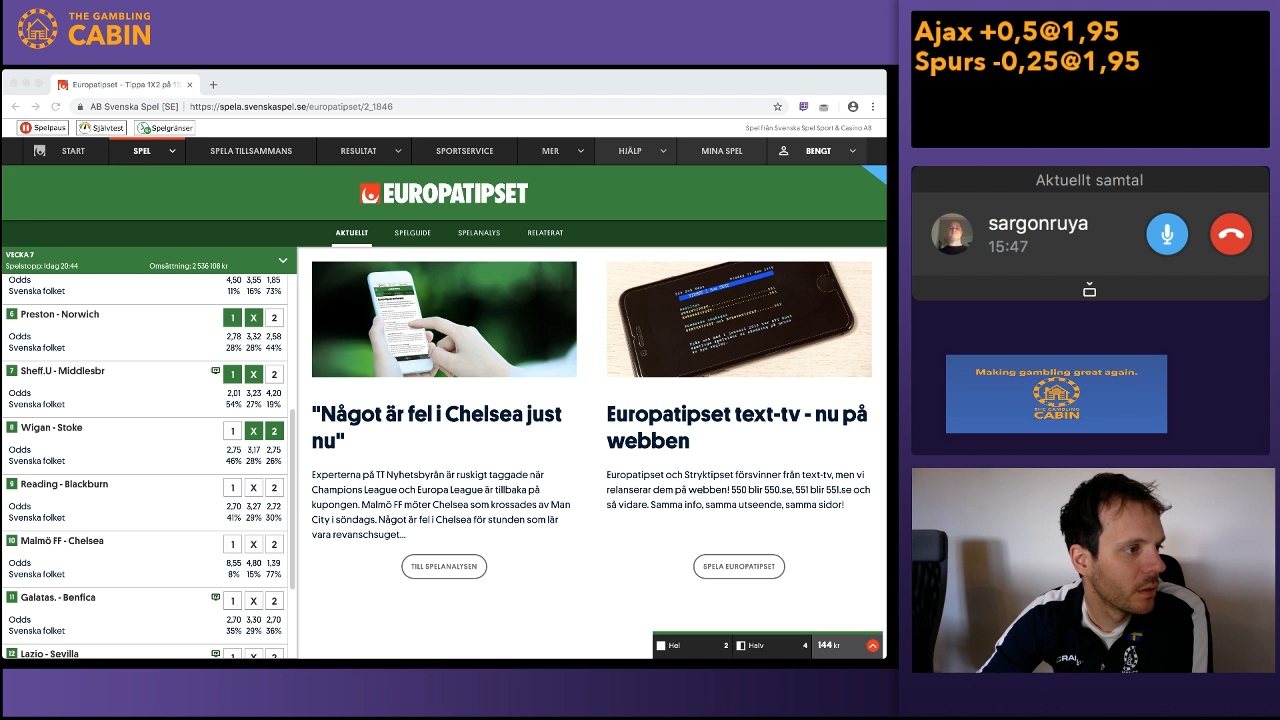 THE GAMBLING
CABIN
Europatipset - Tippa 1X2 på 13
AB Svenska Spel [SE] | https://spela.svenskaspel.se/europatipset/2_1846
Spelpaus Självtest Spelgränser
Spel från Svenska Spel Sport & Casino AB
START SPEL SPELA TILLSAMMANS RESULTAT SPORTSERVICE MER HJÄLP MINA SPEL BENGT
EUROPATIPSET
AKTUELLT SPELGUIDE SPELANALYS RELATERAT
VECKA 7
Spelstopp: Idag 20:44 Omsättning: 2 536 108 kr
Odds 4,50 3,55 1,85
Svenska folket 11% 16% 73%
6 Preston - Norwich 1 X 2
Odds 2,78 3,32 2,58
Svenska folket 28% 28% 44%
7 Sheff.U - Middlesbr 1 X 2
Odds 2,01 3,23 4,20
Svenska folket 54% 27% 19%
8 Wigan - Stoke 1 X 2
Odds 2,75 3,17 2,75
Svenska folket 46% 28% 26%
9 Reading - Blackburn 1 X 2
Odds 2,70 3,27 2,72
Svenska folket 41% 29% 30%
10 Malmö FF - Chelsea 1 X 2
Odds 8,55 4,80 1,39
Svenska folket 8% 15% 77%
11 Galatas. - Benfica 1 X 2
Odds 2,70 3,30 2,70
Svenska folket 35% 29% 36%
12 Lazio - Sevilla 1 X 2
"Något är fel i Chelsea just
nu"
Experterna på TT Nyhetsbyrån är ruskigt taggade när
Champions League och Europa League är tillbaka på
kupongen. Malmö FF möter Chelsea som krossades av Man
City i söndags. Något är fel i Chelsea för stunden som lär
vara revanschsuget...
TILL SPELANALYSEN
Europatipset text-tv - nu på
webben
Europatipset och Stryktipset försvinner från text-tv, men vi
relanserar dem på webben! 550 blir 550.se, 551 blir 551.se och
så vidare. Samma info, samma utseende, samma sidor!
SPELA EUROPATIPSET
Hel 2 Halv 4 144 kr
Ajax +0,5@1,95
Spurs -0,25@1,95
Aktuellt samtal
sargonruya
15:47
Making gambling great again.
THE GAMBLING
CABIN